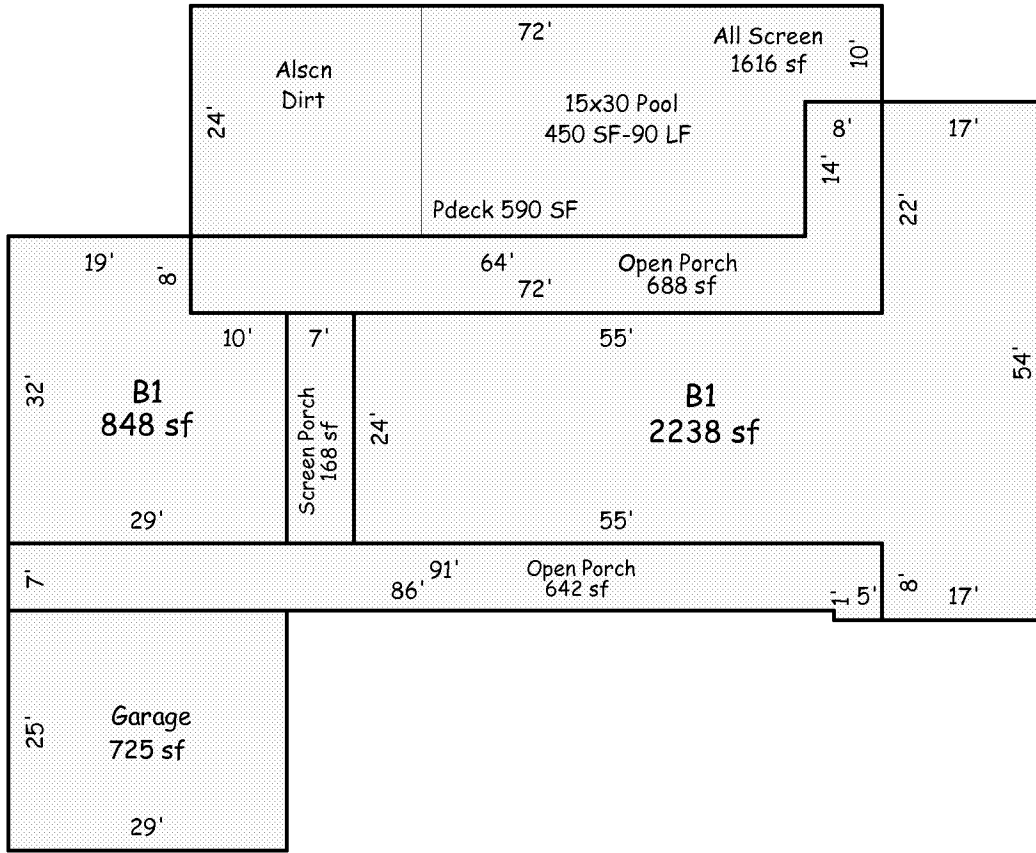 72'
All Screen
1616 sf
10'
Alscn
Dirt
24'
15x30 Pool
450 SF-90 LF
8'
17'
14'
22'
Pdeck 590 SF
19'
8'
64'
72'
Open Porch
688 sf
10'
7'
55'
54'
32'
B1
848 sf
Screen Porch
168 sf
24'
B1
2238 sf
29'
55'
7'
91'
86'
Open Porch
642 sf
1'
5'
8'
17'
25'
Garage
725 sf
29'